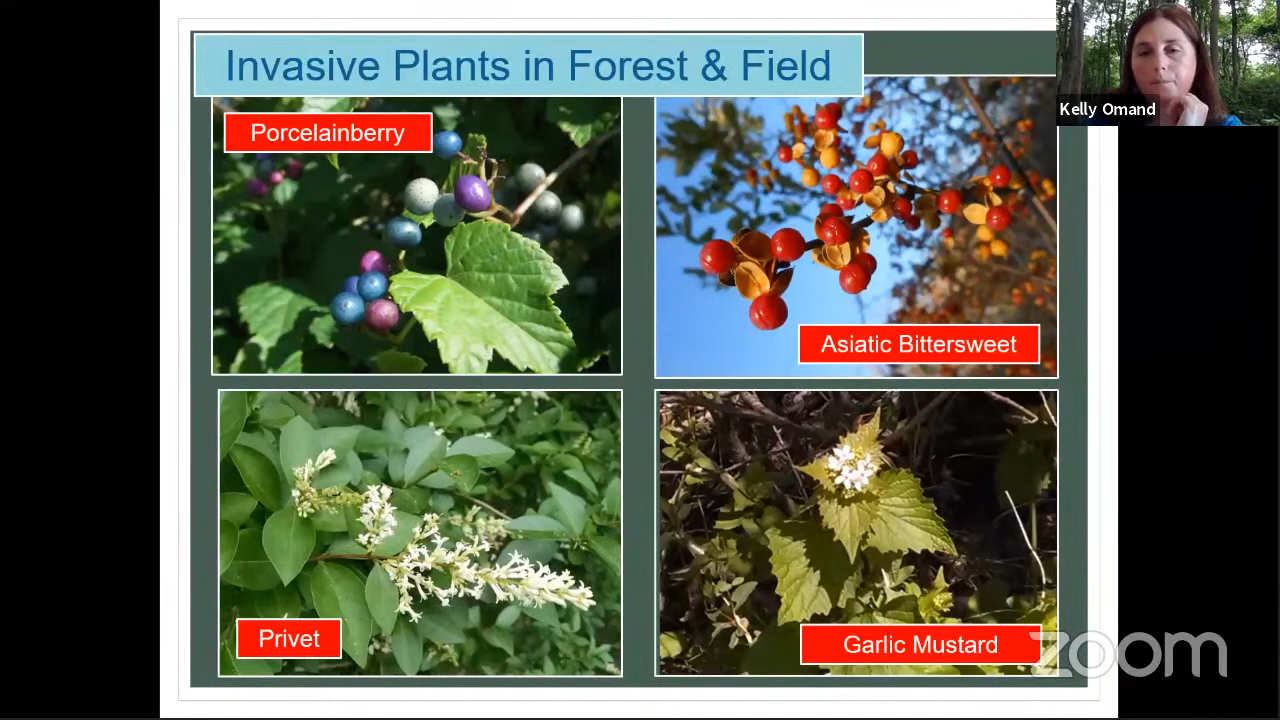 Invasive Plants in Forest & Field
Kelly Omand
Porcelainberry
Asiatic Bittersweet
Privet
Garlic Mustard
zoom